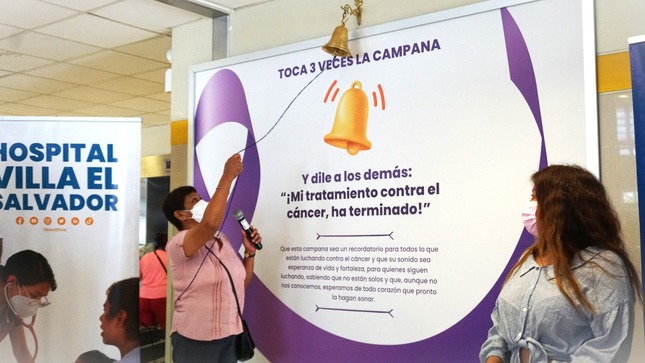 HOSPITAL
VILLA EL
SALVADOR
TOCA 3 VECES LA CAMPANA
Y dile a los demás:
“¡Mi tratamiento contra el
cáncer, ha terminado!”
Que esta campana sea un recordatorio para todos lo que
están luchando contra el cáncer y que su sonido sea
esperanza de vida y fortaleza, para quienes siguen
luchando, sabiendo que no están solos y que, aunque no
nos conocemos, esperamos de todo corazón que pronto
la hagan sonar.